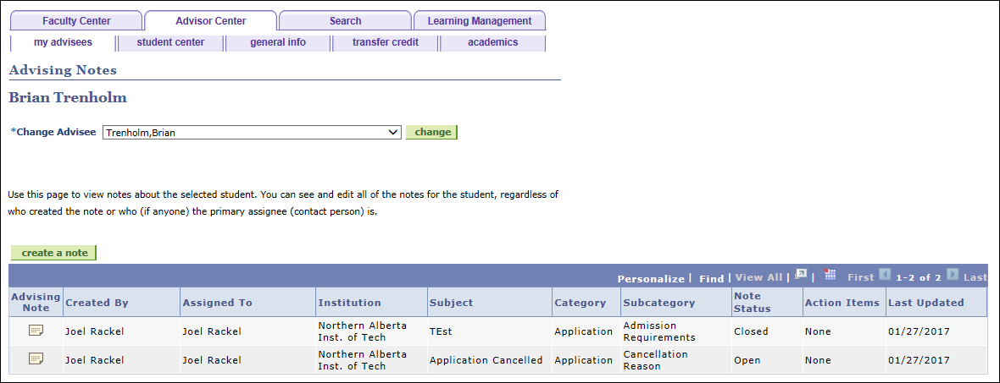 Faculty Center Advisor Center Search Learning Management
my advisees student center general info transfer credit academics
Advising Notes
Brian Trenholm
*Change Advisee Trenholm,Brian change
Use this page to view notes about the selected student. You can see and edit all of the notes for the student, regardless of
who created the note or who (if anyone) the primary assignee (contact person) is.
create a note
Personalize | Find | View All | | First 1-2 of 2 Last
Advising Note Created By Assigned To Institution Subject Category Subcategory Note Status Action Items Last Updated
Joel Rackel Joel Rackel Northern Alberta Inst. of Tech TEst Application Admission Requirements Closed None 01/27/2017
Joel Rackel Joel Rackel Northern Alberta Inst. of Tech Application Cancelled Application Cancellation Reason Open None 01/27/2017